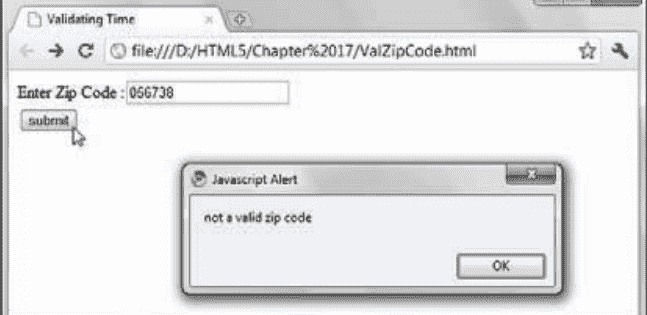 Validating Time
file:///D:/HTML5/Chapter%2017/ValZipCode.html
Enter Zip Code : 066738
submit
Javascript Alert
not a valid zip code
OK